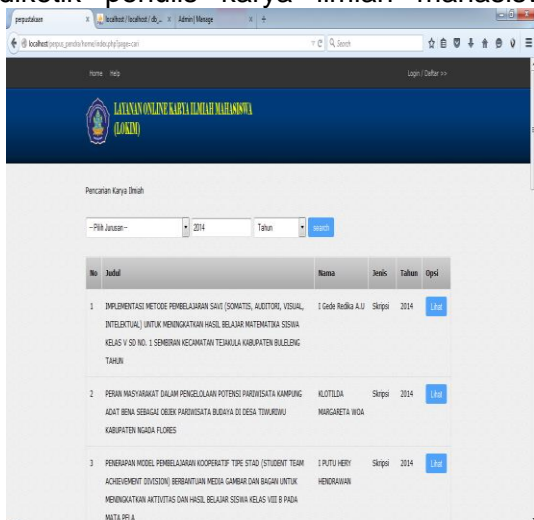 diketik penulis karya ilmiah
perpustakaan
localhost / localhost / db_...
Admin | Manage
localhost/perpus_pandra/home/index.php?page=cari
Search
Home Help
Login / Daftar >>
LAYANAN ONLINE KARYA ILMIAH MAHASISWA
(LOKIM)
Pencarian Karya Ilmiah
-- Pilih Jurusan --
2014
Tahun
search
No Judul Nama Jenis Tahun Opsi
1 IMPLEMENTASI METODE PEMBELAJARAN SAVI (SOMATIS, AUDITORI, VISUAL, I Gede Redika A.U Skripsi 2014 Lihat
INTELEKTUAL) UNTUK MENINGKATKAN HASIL BELAJAR MATEMATIKA SISWA
KELAS V SD NO. 1 SEMBIRAN KECAMATAN TEJAKULA KABUPATEN BULELENG
TAHUN
2 PERAN MASYARAKAT DALAM PENGELOLAAN POTENSI PARIWISATA KAMPUNG KLOTILDA Skripsi 2014 Lihat
ADAT BENA SEBAGAI OBJEK PARIWISATA BUDAYA DI DESA TIWURIWU MARGARETA WOA
KABUPATEN NGADA FLORES
3 PENERAPAN MODEL PEMBELAJARAN KOOPERATIF TIPE STAD (STUDENT TEAM I PUTU HERY Skripsi 2014 Lihat
ACHIEVEMENT DIVISION) BERBANTUAN MEDIA GAMBAR DAN BAGAN UNTUK HENDRAWAN
MENINGKATKAN AKTIVITAS DAN HASIL BELAJAR SISWA KELAS VIII B PADA
MATA PELA